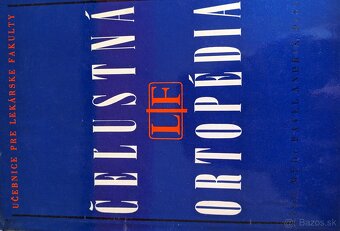 UČEBNICE PRE LEKÁRSKE FAKULTY
ČEĽUSTNÁ
LF
ORTOPÉDIA
Bazos.sk